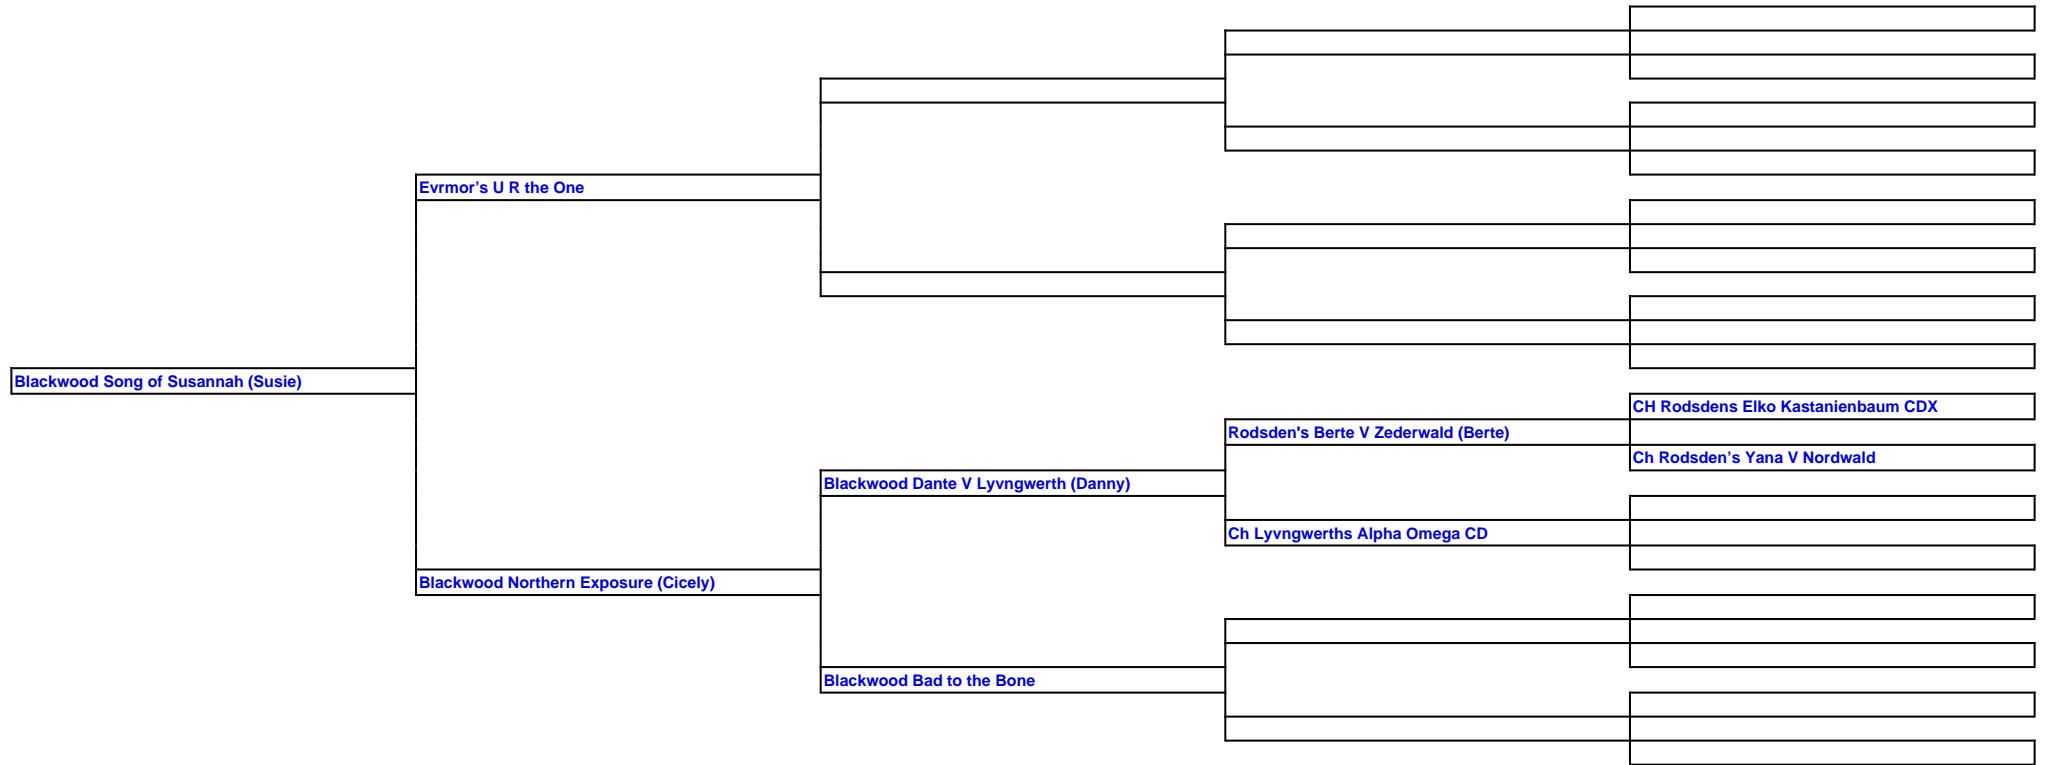 Evrmor’s U R the One
Blackwood Song of Susannah (Susie)
CH Rodsdens Elko Kastanienbaum CDX
Rodsden's Berte V Zederwald (Berte)
Ch Rodsden’s Yana V Nordwald
Blackwood Dante V Lyvngwerth (Danny)
Ch Lyvngwerths Alpha Omega CD
Blackwood Northern Exposure (Cicely)
Blackwood Bad to the Bone